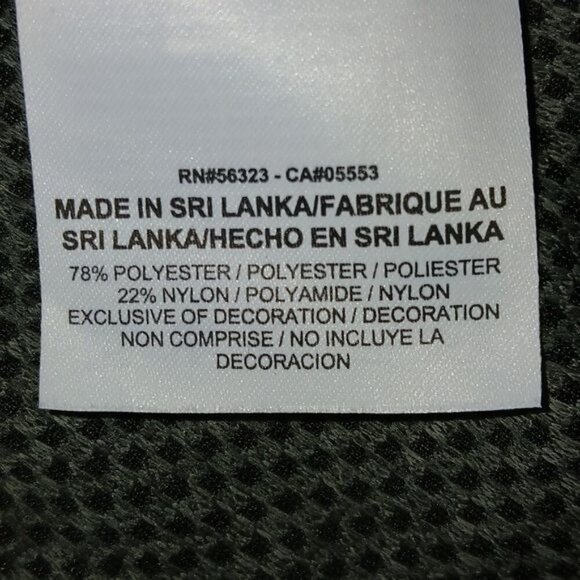 RN#56323 - CA#05553
MADE IN SRI LANKA/FABRIQUE AU
SRI LANKA/HECHO EN SRI LANKA
78% POLYESTER / POLYESTER / POLIESTER
22% NYLON / POLYAMIDE / NYLON
EXCLUSIVE OF DECORATION / DECORATION
NON COMPRISE / NO INCLUYE LA
DECORACION